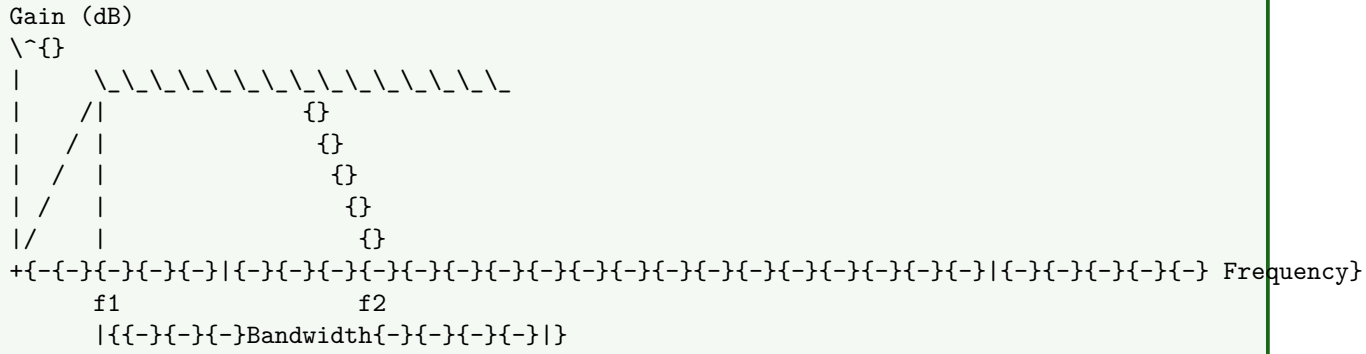 Gain (dB)
\^{}
|     \_\_\_\_\_\_\_\_\_\_\_\_\_\_\_
|    /|              {}
|   / |               {}
|  /  |                {}
| /   |                 {}
|/    |                  {}
+{-{-}{-}{-}{-}|{-}{-}{-}{-}{-}{-}{-}{-}{-}{-}{-}{-}{-}{-}{-}{-}{-}{-}|{-}{-}{-}{-}{-} Frequency}
      f1                 f2
      |{{-}{-}{-}Bandwidth{-}{-}{-}{-}|}